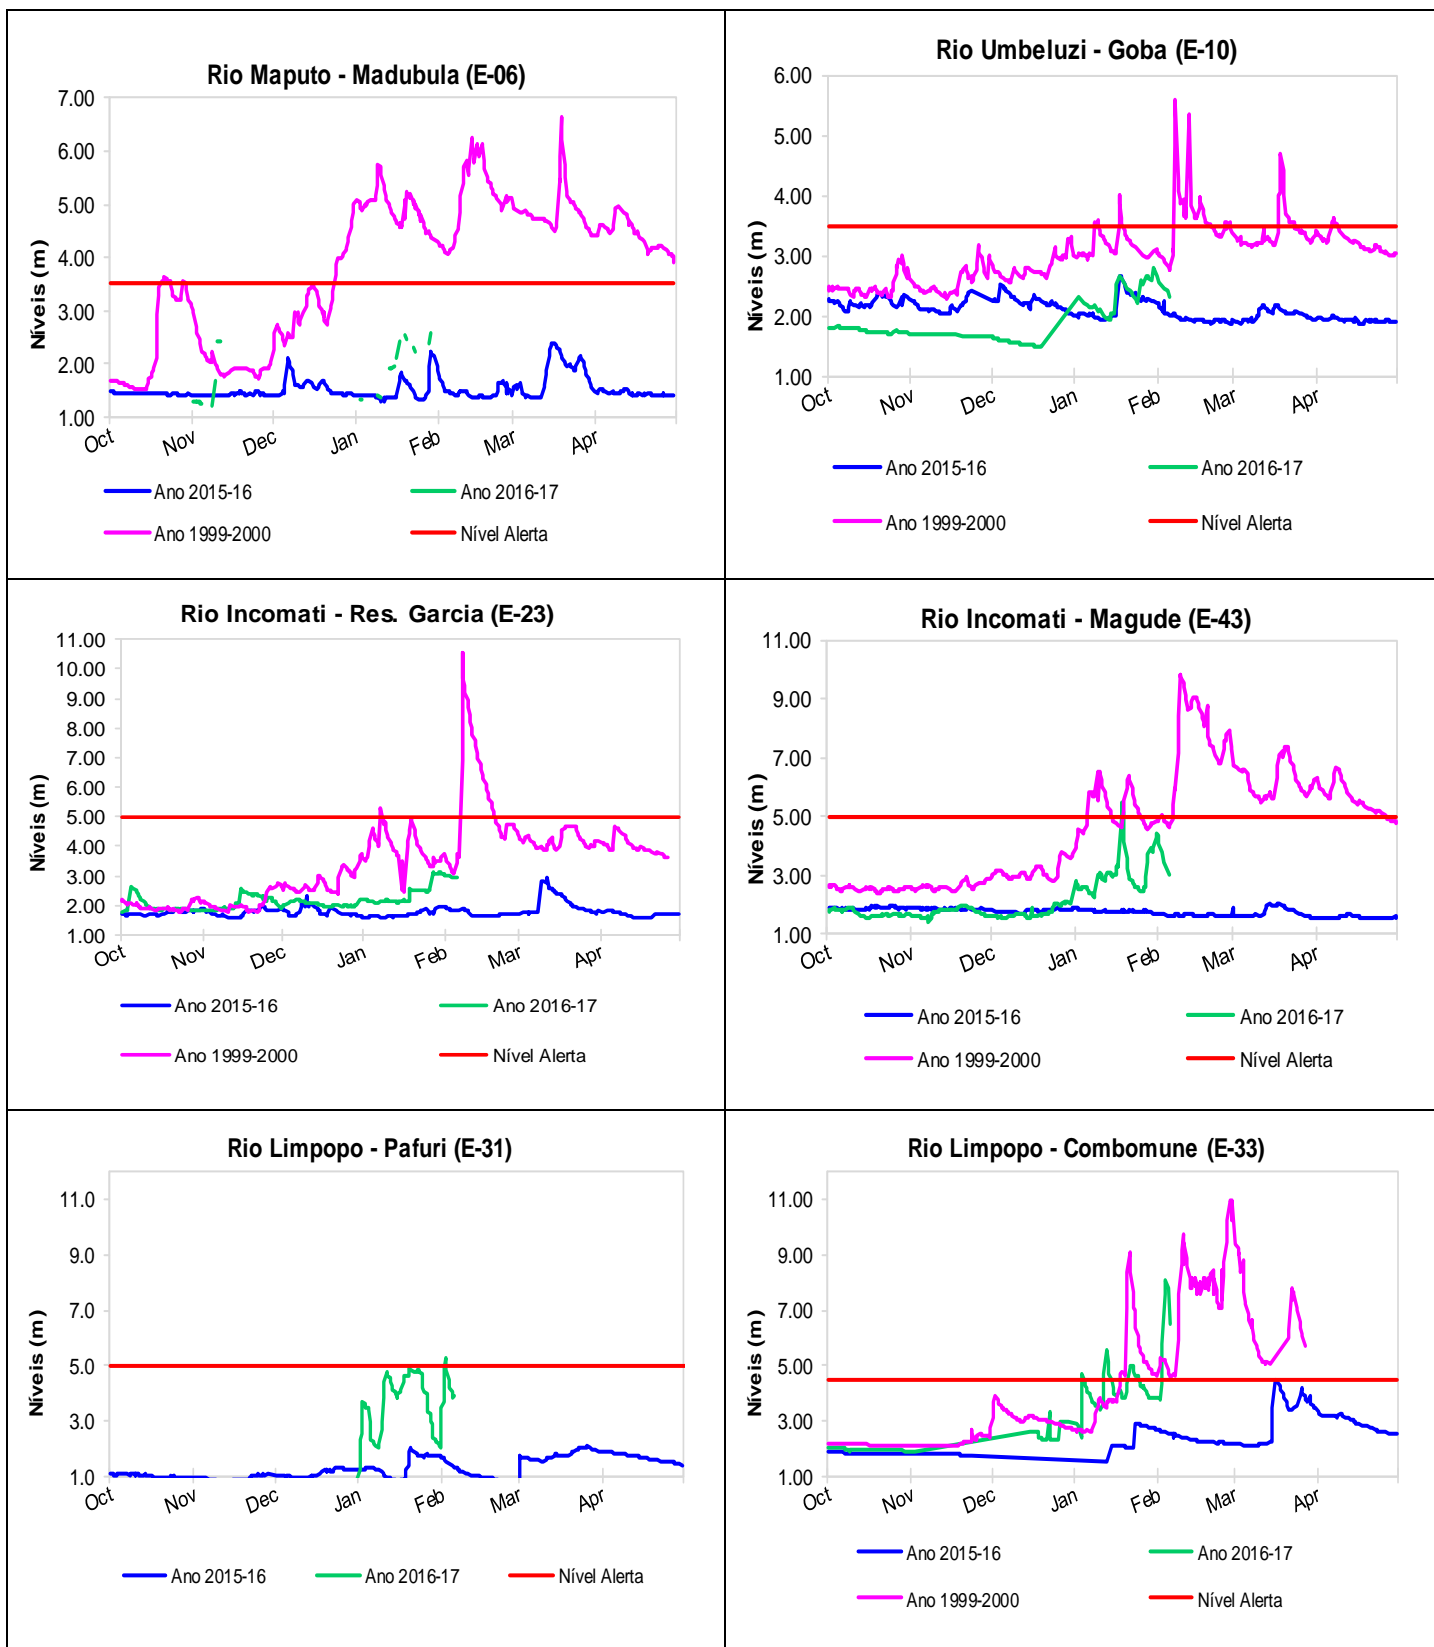 Rio Maputo - Madubula (E-06)
Níveis (m)
7.00
6.00
5.00
4.00
3.00
2.00
1.00
Oct Nov Dec Jan Feb Mar Apr
Ano 2015-16 Ano 2016-17
Ano 1999-2000 Nível Alerta
Rio Umbeluzi - Goba (E-10)
Níveis (m)
6.00
5.00
4.00
3.00
2.00
1.00
Oct Nov Dec Jan Feb Mar Apr
Ano 2015-16 Ano 2016-17
Ano 1999-2000 Nível Alerta
Rio Incomati - Res. Garcia (E-23)
Níveis (m)
11.00
10.00
9.00
8.00
7.00
6.00
5.00
4.00
3.00
2.00
1.00
Oct Nov Dec Jan Feb Mar Apr
Ano 2015-16 Ano 2016-17
Ano 1999-2000 Nível Alerta
Rio Incomati - Magude (E-43)
Níveis (m)
11.00
9.00
7.00
5.00
3.00
1.00
Oct Nov Dec Jan Feb Mar Apr
Ano 2015-16 Ano 2016-17
Ano 1999-2000 Nível Alerta
Rio Limpopo - Pafuri (E-31)
Níveis (m)
11.0
9.0
7.0
5.0
3.0
1.0
Oct Nov Dec Jan Feb Mar Apr
Ano 2015-16 Ano 2016-17 Nível Alerta
Rio Limpopo - Combomune (E-33)
Níveis (m)
11.00
9.00
7.00
5.00
3.00
1.00
Oct Nov Dec Jan Feb Mar Apr
Ano 2015-16 Ano 2016-17
Ano 1999-2000 Nível Alerta